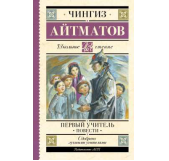 ЧИНГИЗ
АЙТМАТОВ
Школьное чтение
ПЕРВЫЙ УЧИТЕЛЬ
ПОВЕСТИ